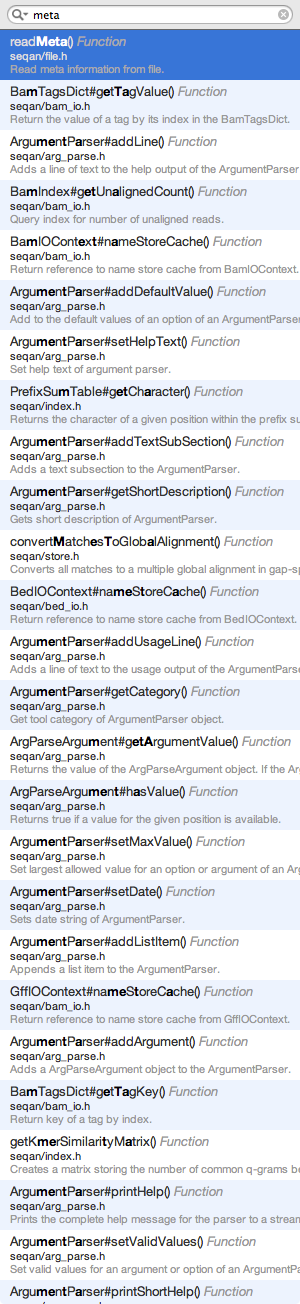 meta
readMeta() Function
seqan/file.h
Read meta information from file.
BamTagsDict#getTagValue() Function
seqan/bam_io.h
Return the value of a tag by its index in the BamTagsDict.
ArgumentParser#addLine() Function
seqan/arg_parse.h
Adds a line of text to the help output of the ArgumentParser
BamIndex#getUnalignedCount() Function
seqan/bam_io.h
Query index for number of unaligned reads.
BamIOContext#nameStoreCache() Function
seqan/bam_io.h
Return reference to name store cache from BamIOContext.
ArgumentParser#addDefaultValue() Function
seqan/arg_parse.h
Add to the default values of an option of an ArgumentParser
ArgumentParser#setHelpText() Function
seqan/arg_parse.h
Set help text of argument parser.
PrefixSumTable#getCharacter() Function
seqan/index.h
Returns the character of a given position within the prefix su
ArgumentParser#addTextSubSection() Function
seqan/arg_parse.h
Adds a text subsection to the ArgumentParser.
ArgumentParser#getShortDescription() Function
seqan/arg_parse.h
Gets short description of ArgumentParser.
convertMatchesToGlobalAlignment() Function
seqan/store.h
Converts all matches to a multiple global alignment in gap-sp
BedIOContext#nameStoreCache() Function
seqan/bed_io.h
Return reference to name store cache from BedIOContext.
ArgumentParser#addUsageLine() Function
seqan/arg_parse.h
Adds a line of text to the usage output of the ArgumentParse
ArgumentParser#getCategory() Function
seqan/arg_parse.h
Get tool category of ArgumentParser object.
ArgParseArgument#getArgumentValue() Function
seqan/arg_parse.h
Returns the value of the ArgParseArgument object. If the Ar
ArgParseArgument#hasValue() Function
seqan/arg_parse.h
Returns true if a value for the given position is available.
ArgumentParser#setMaxValue() Function
seqan/arg_parse.h
Set largest allowed value for an option or argument of an Ar
ArgumentParser#setDate() Function
seqan/arg_parse.h
Sets date string of ArgumentParser.
ArgumentParser#addListItem() Function
seqan/arg_parse.h
Appends a list item to the ArgumentParser.
GffIOContext#nameStoreCache() Function
seqan/bam_io.h
Return reference to name store cache from GffIOContext.
ArgumentParser#addArgument() Function
seqan/arg_parse.h
Adds a ArgParseArgument object to the ArgumentParser.
BamTagsDict#getTagKey() Function
seqan/bam_io.h
Return key of a tag by index.
getKmerSimilarityMatrix() Function
seqan/index.h
Creates a matrix storing the number of common q-grams be
ArgumentParser#printHelp() Function
seqan/arg_parse.h
Prints the complete help message for the parser to a stream
ArgumentParser#setValidValues() Function
seqan/arg_parse.h
Set valid values for an argument or option of an ArgumentPa
ArgumentParser#printShortHelp() Function